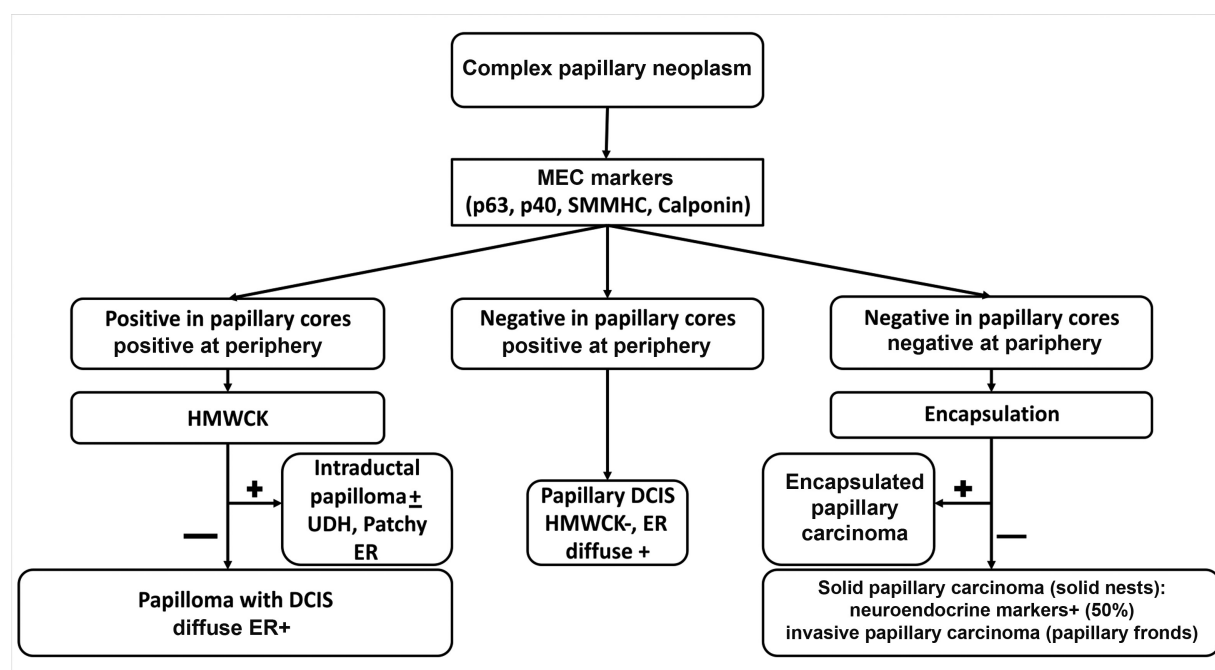 Complex papillary neoplasm
MEC markers
(p63, p40, SMMHC, Calponin)
Positive in papillary cores
positive at periphery
Negative in papillary cores
positive at periphery
Negative in papillary cores
negative at pariphery
HMWCK
Encapsulation
+
Intraductal
papilloma ±
UDH, Patchy
ER
—
Papilloma with DCIS
diffuse ER+
Papillary DCIS
HMWCK-, ER
diffuse +
Encapsulated
papillary
carcinoma
+
—
Solid papillary carcinoma (solid nests):
neuroendocrine markers+ (50%)
invasive papillary carcinoma (papillary fronds)